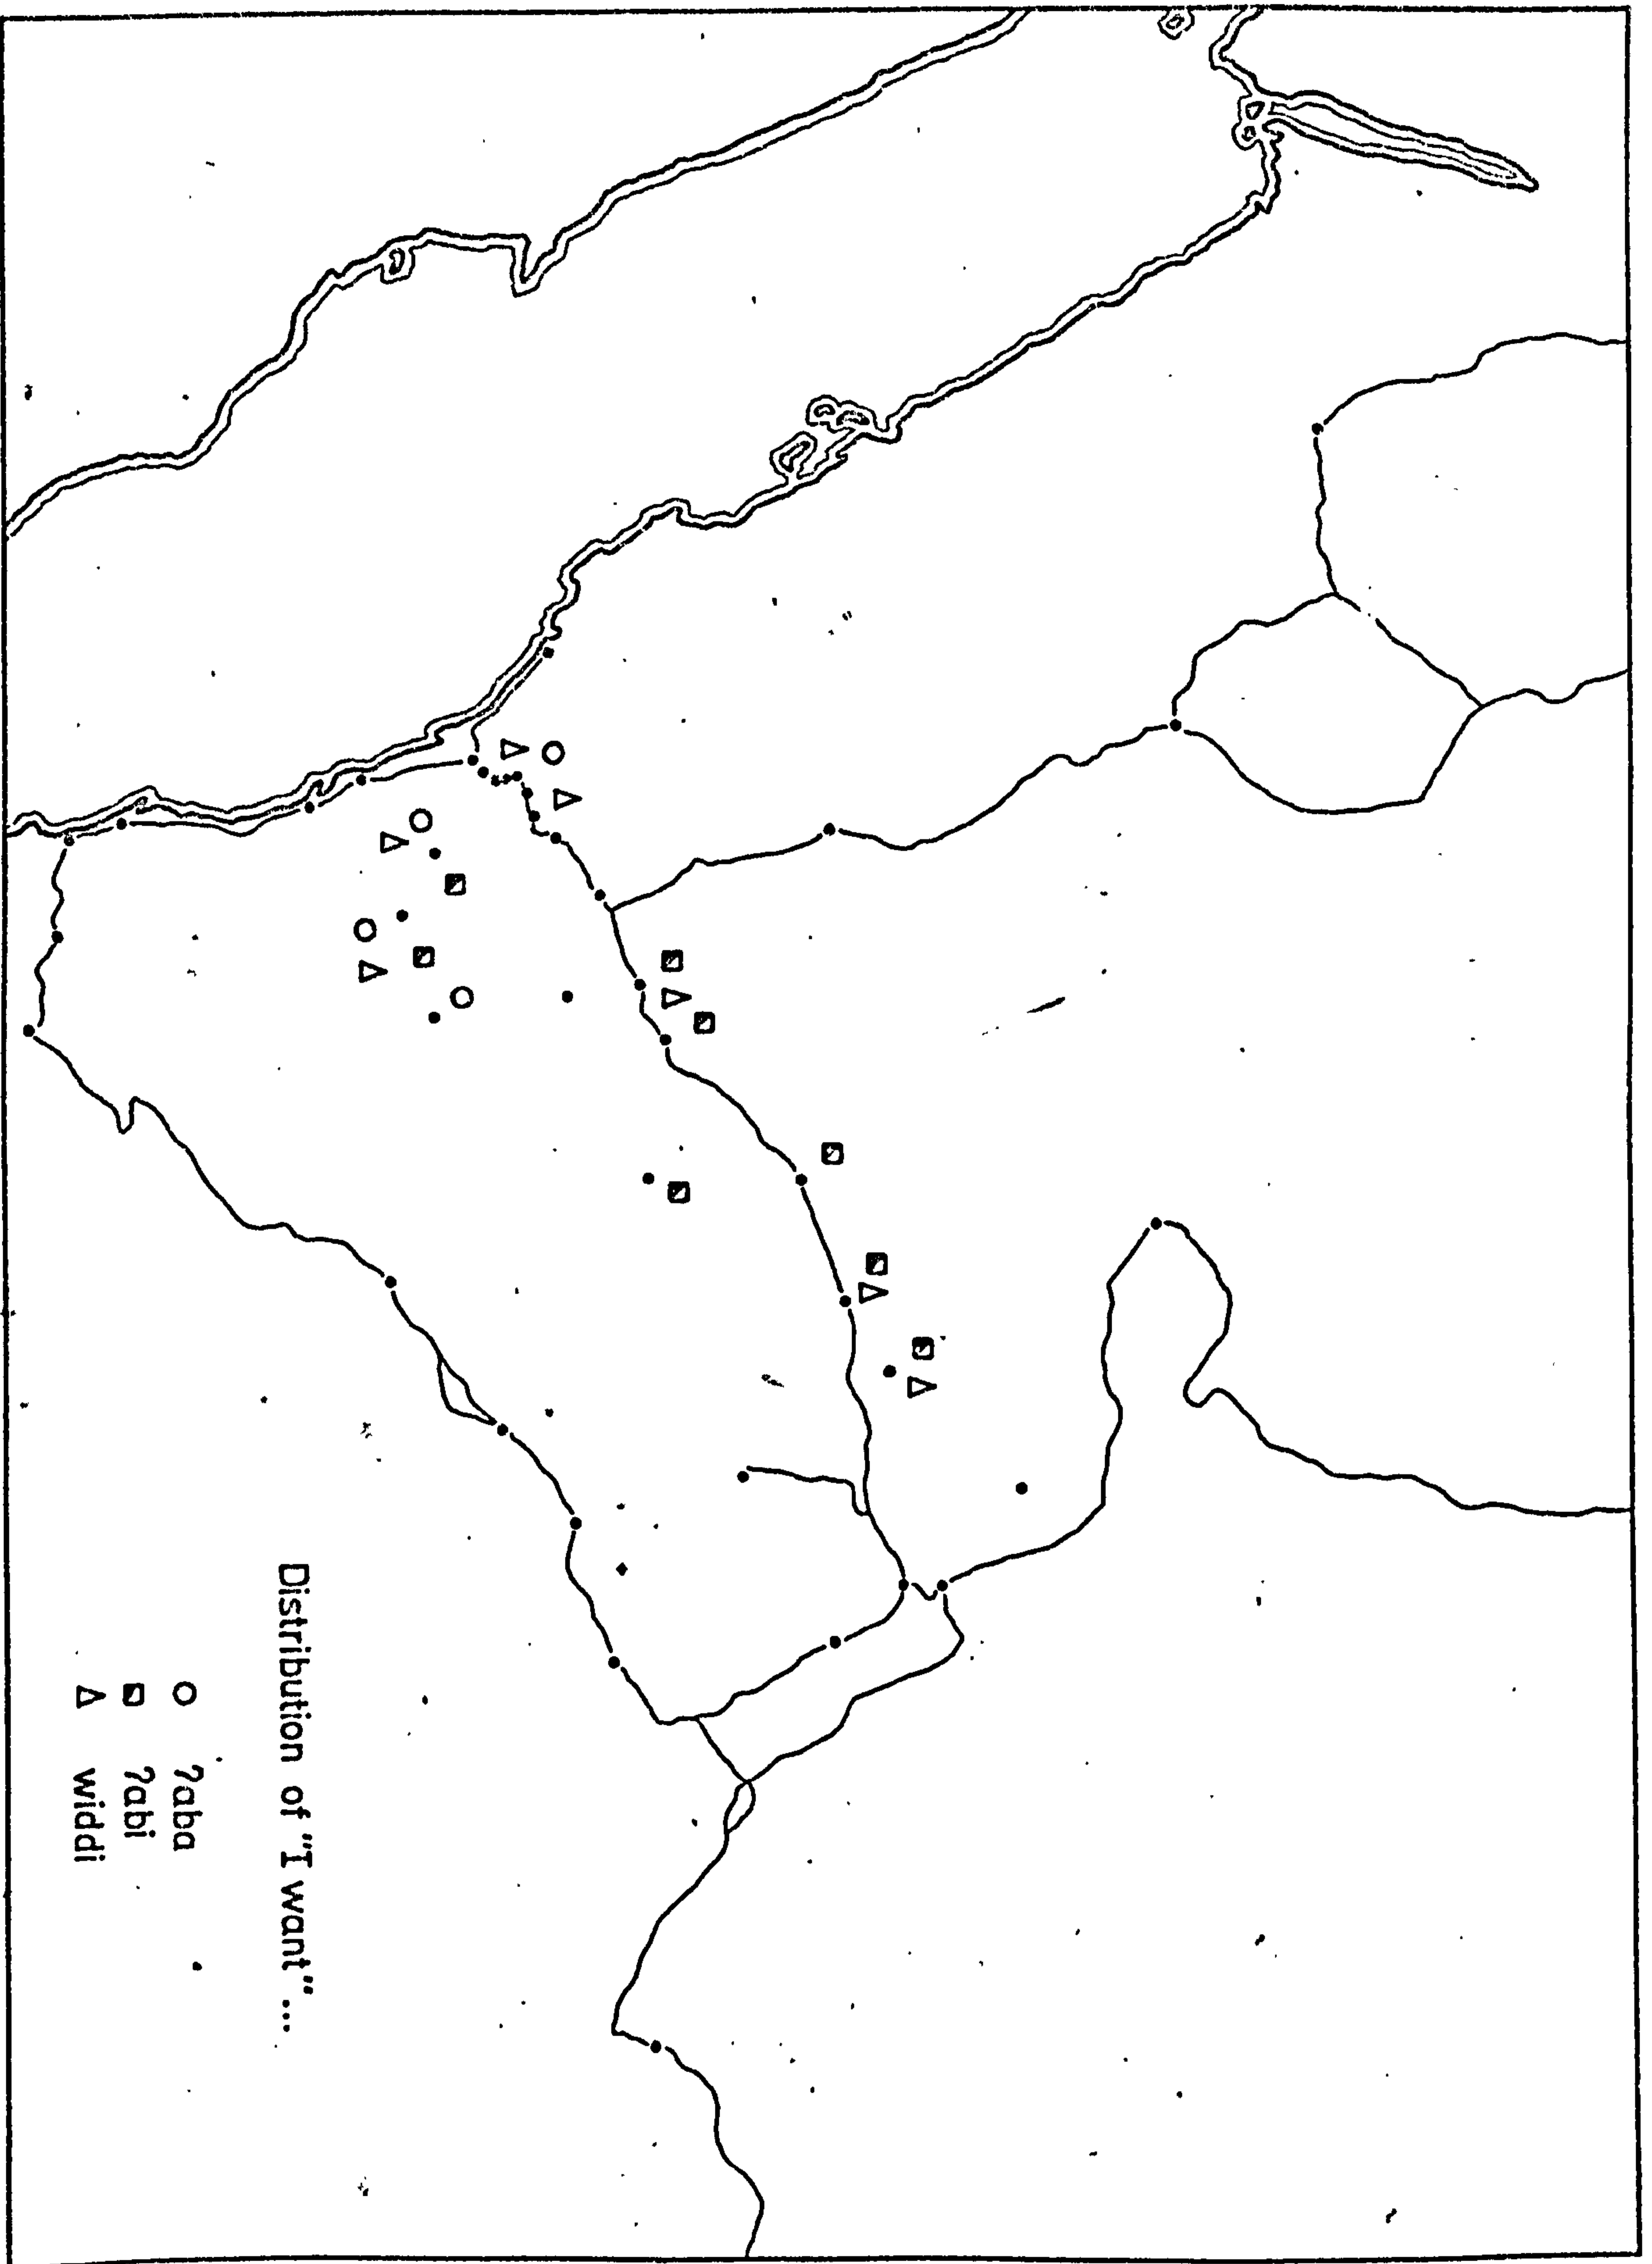 Distribution of "I want"...
ʔaba
ʔabi
widdi